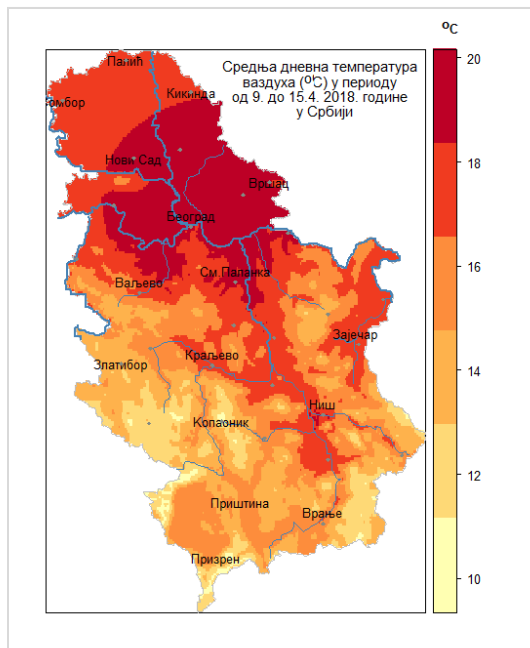 °C
Средња дневна температура
ваздуха (°C) у периоду
од 9. до 15.4. 2018. године
у Србији
Палић
Кикинда
омбор
Нови Сад
Вршац
Београд
См.Паланка
Ваљево
Зајечар
Краљево
Златибор
Ниш
Копаоник
Приштина
Врање
Призрен
20
18
16
14
12
10